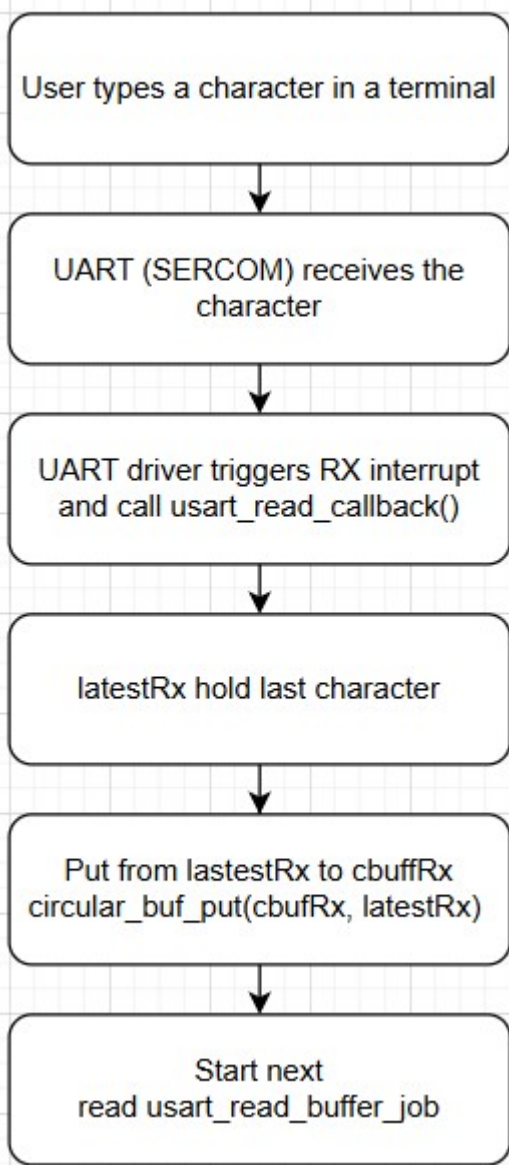 User types a character in a terminal
UART (SERCOM) receives the
character
UART driver triggers RX interrupt
and call usart_read_callback()
latestRx hold last character
Put from lastestRx to cbuffRx
circular_buf_put(cbufRx, latestRx)
Start next
read usart_read_buffer_job